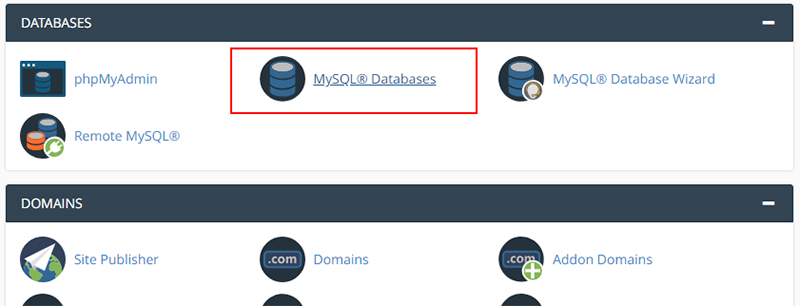 DATABASES
phpMyAdmin
MySQL® Databases
MySQL® Database Wizard
Remote MySQL®
DOMAINS
Site Publisher
.com
Domains
.com
Addon Domains